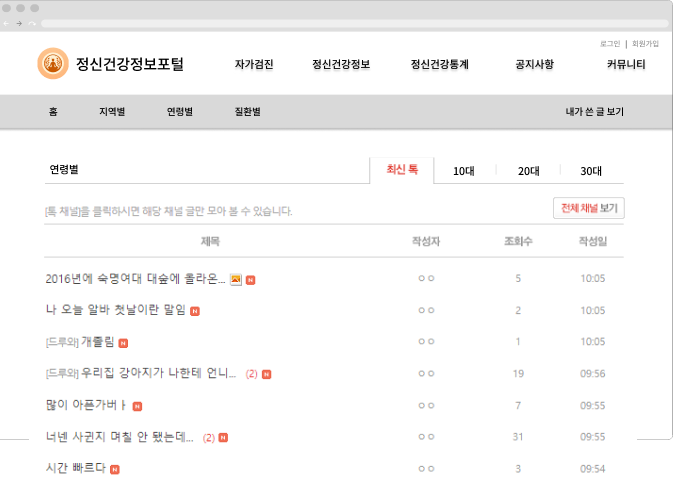 로그인 | 회원가입
정신건강정보포털 자가검진 정신건강정보 정신건강통계 공지사항 커뮤니티
홈 지역별 연령별 질환별 내가 쓴 글 보기
연령별 최신 톡 10대 20대 30대
[톡 채널]을 클릭하시면 해당 채널 글만 모아 볼 수 있습니다. 전체 채널 보기
제목 작성자 조회수 작성일
2016년에 숙명여대 대숲에 올라온... N ㅇㅇ 5 10:05
나 오늘 알바 첫날이란 말임 N ㅇㅇ 2 10:05
[드루와] 개졸림 N ㅇㅇ 1 10:05
[드루와] 우리집 강아지가 나한테 언니... (2) N ㅇㅇ 19 09:56
많이 아픈가버ㅏ N ㅇㅇ 7 09:55
너넨 사귄지 며칠 안 됐는데... (2) N ㅇㅇ 31 09:55
시간 빠르다 N ㅇㅇ 3 09:54